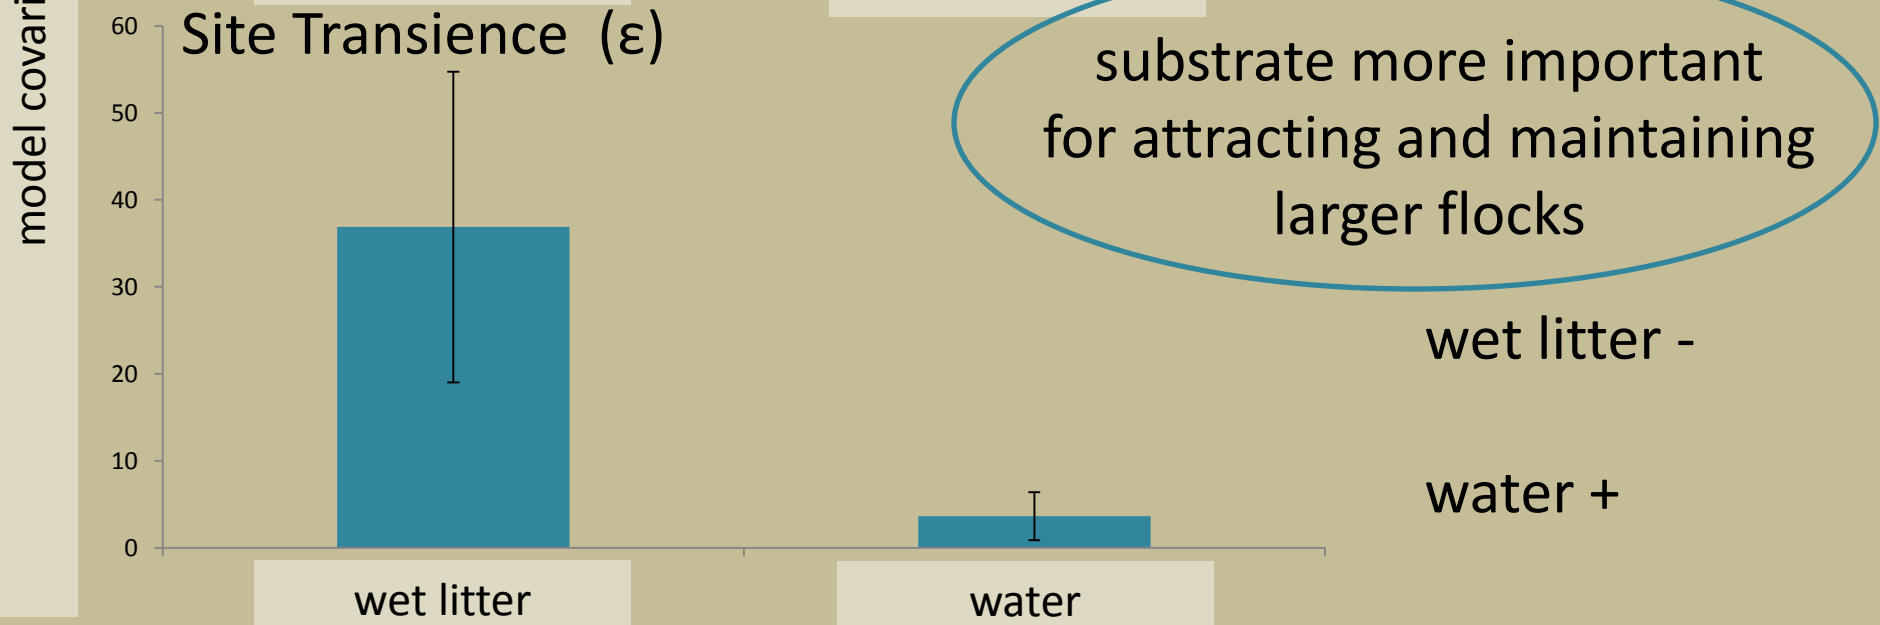 model covari
Site Transience (ε)
60
50
40
30
20
10
0
wet litter
water
substrate more important
for attracting and maintaining
larger flocks
wet litter -
water +